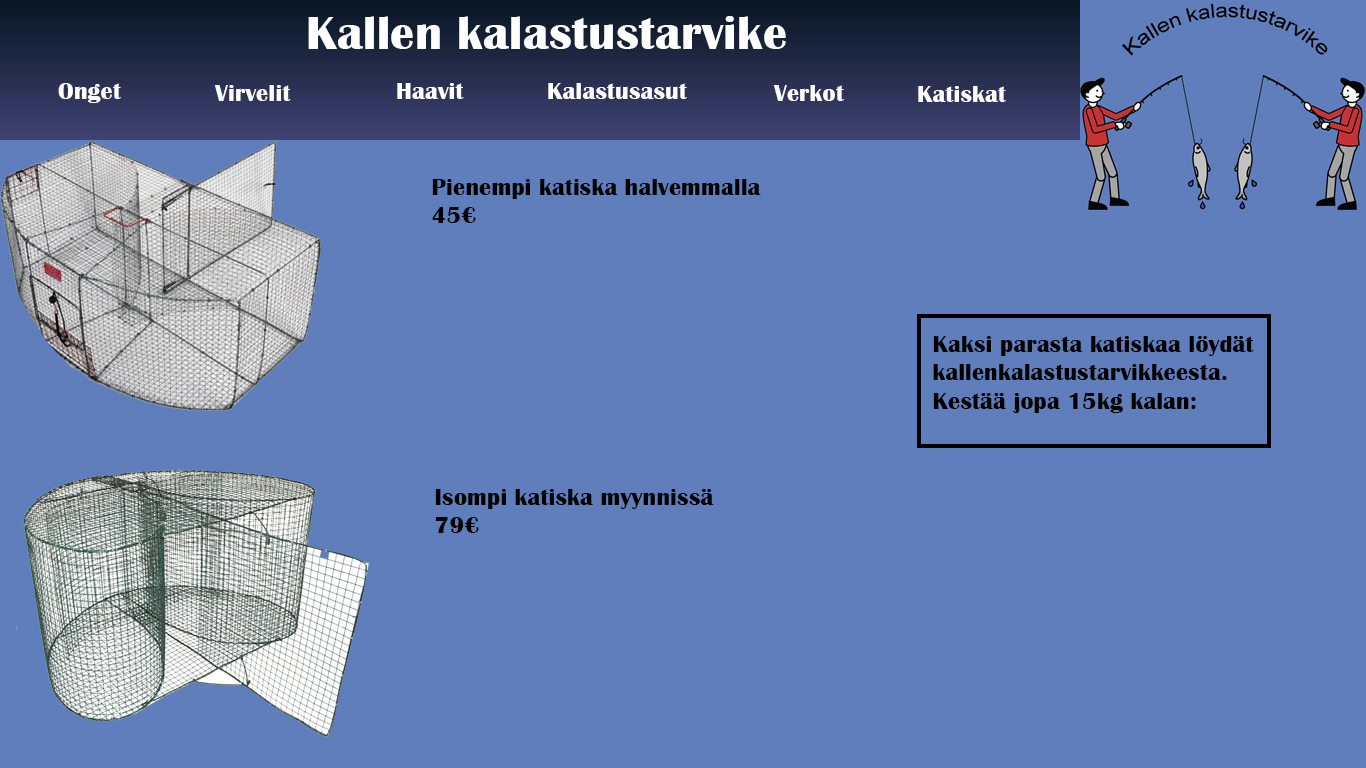 Kallen kalastustarvike
Onget Virvelit Haavit Kalastusasut Verkot Katiskat
Kallen kalastustarvike
Pienempi katiska halvemmalla
45€
Kaksi parasta katiskaa löydät
kallenkalastustarvikkeesta.
Kestää jopa 15kg kalan:
Isompi katiska myynnissä
79€